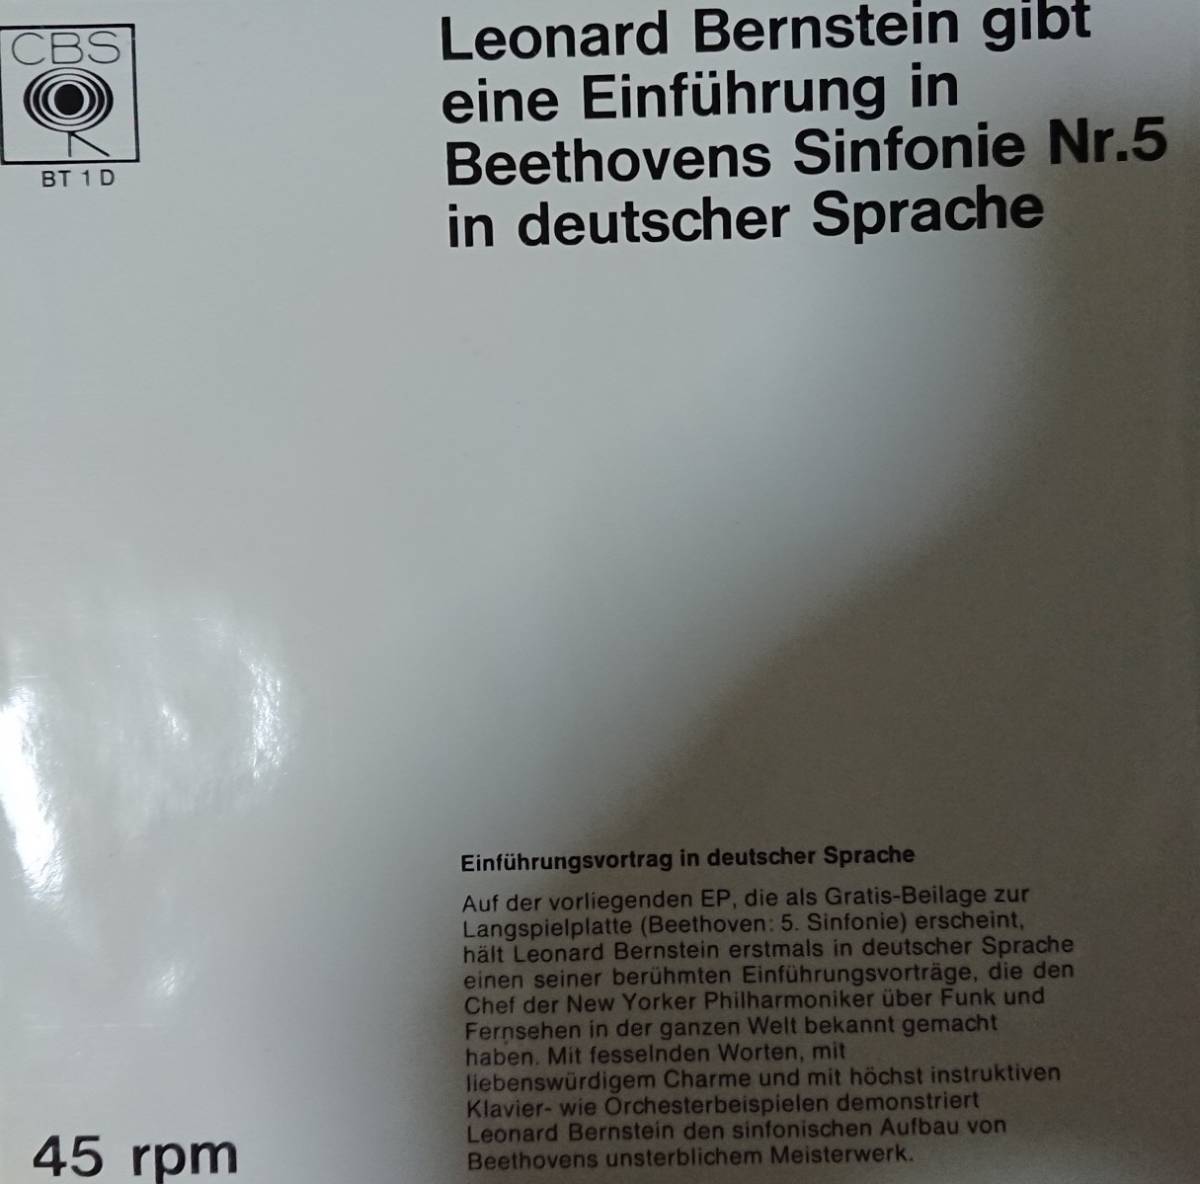 CBS
BT 1 D
Leonard Bernstein gibt
eine Einführung in
Beethovens Sinfonie Nr.5
in deutscher Sprache
Einführungsvortrag in deutscher Sprache
Auf der vorliegenden EP, die als Gratis-Beilage zur
Langspielplatte (Beethoven: 5. Sinfonie) erscheint,
hält Leonard Bernstein erstmals in deutscher Sprache
einen seiner berühmten Einführungsvorträge, die den
Chef der New Yorker Philharmoniker über Funk und
Fernsehen in der ganzen Welt bekannt gemacht
haben. Mit fesselnden Worten, mit
liebenswürdigem Charme und mit höchst instruktiven
Klavier- wie Orchesterbeispielen demonstriert
Leonard Bernstein den sinfonischen Aufbau von
Beethovens unsterblichem Meisterwerk.
45 rpm